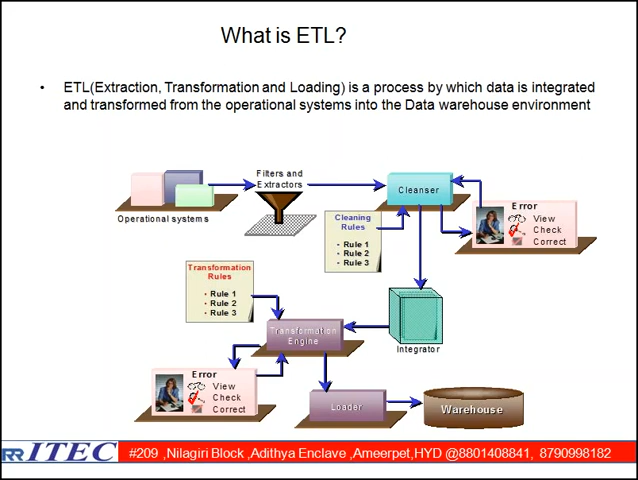 What is ETL?
• ETL(Extraction, Transformation and Loading) is a process by which data is integrated
and transformed from the operational systems into the Data warehouse environment
Filters and
Extractors
Operational systems
Cleanser
Cleaning
Rules
• Rule 1
• Rule 2
• Rule 3
Error
View
Check
Correct
Transformation
Rules
• Rule 1
• Rule 2
• Rule 3
Transformation
Engine
Integrator
Error
View
Check
Correct
Loader
Warehouse
RR ITEC #209 ,Nilagiri Block ,Adithya Enclave ,Ameerpet,HYD @8801408841, 8790998182